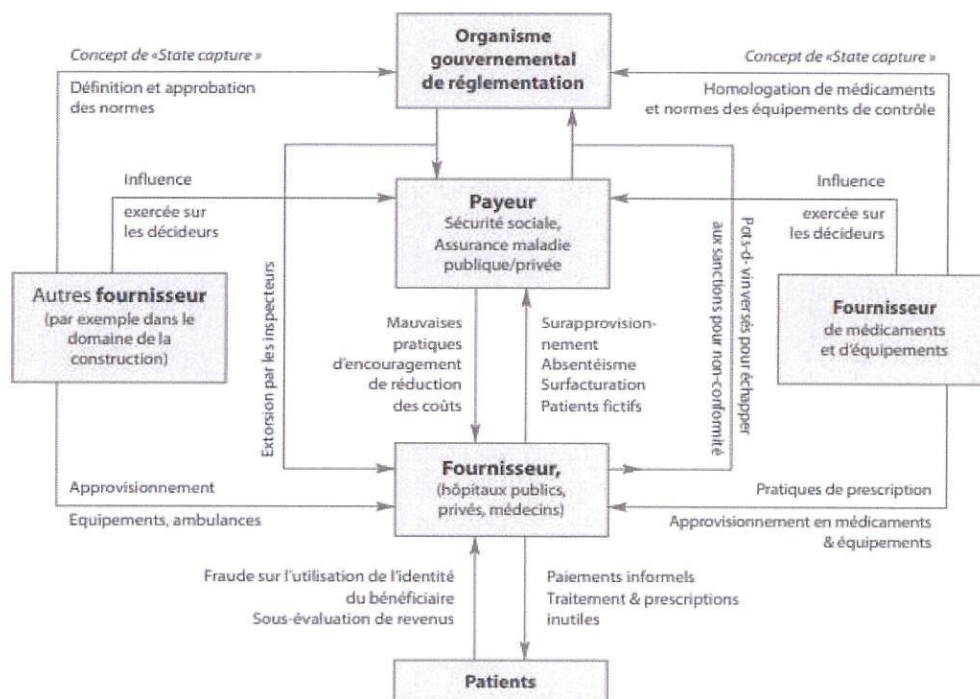 Organisme
gouvernemental
de réglementation
Concept de «State capture »
Définition et approbation
des normes
Concept de «State capture »
Homologation de médicaments
et normes des équipements de contrôle
Influence
exercée sur
les décideurs
Payeur
Sécurité sociale,
Assurance maladie
publique/privée
Influence
exercée sur
les décideurs
Autres fournisseur
(par exemple dans le
domaine de la
construction)
Extorsion par les inspecteurs
Mauvaises
pratiques
d'encouragement
de réduction
des coûts
Surapprovision-
nement
Absentéisme
Surfacturation
Patients fictifs
Pots-d- vin versés pour échapper
aux sanctions pour non-conformité
Fournisseur
de médicaments
et d'équipements
Approvisionnement
Equipements, ambulances
Fournisseur,
(hôpitaux publics,
privés, médecins)
Pratiques de prescription
Approvisionnement en médicaments
& équipements
Fraude sur l'utilisation de l'identité
du bénéficiaire
Sous-évaluation de revenus
Paiements informels
Traitement & prescriptions
inutiles
Patients